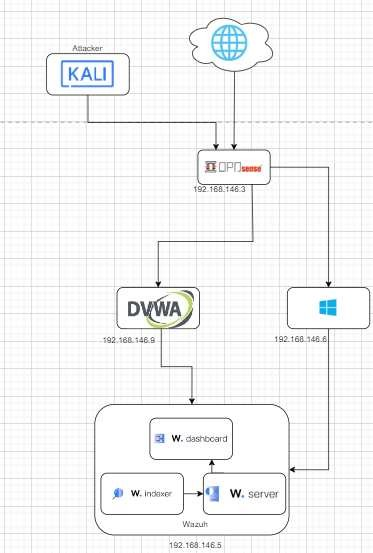 Attacker
KALI
OPNsense
192.168.146.3
DVWA
192.168.146.9
192.168.146.6
W. dashboard
W. indexer
W. server
Wazuh
192.168.146.5